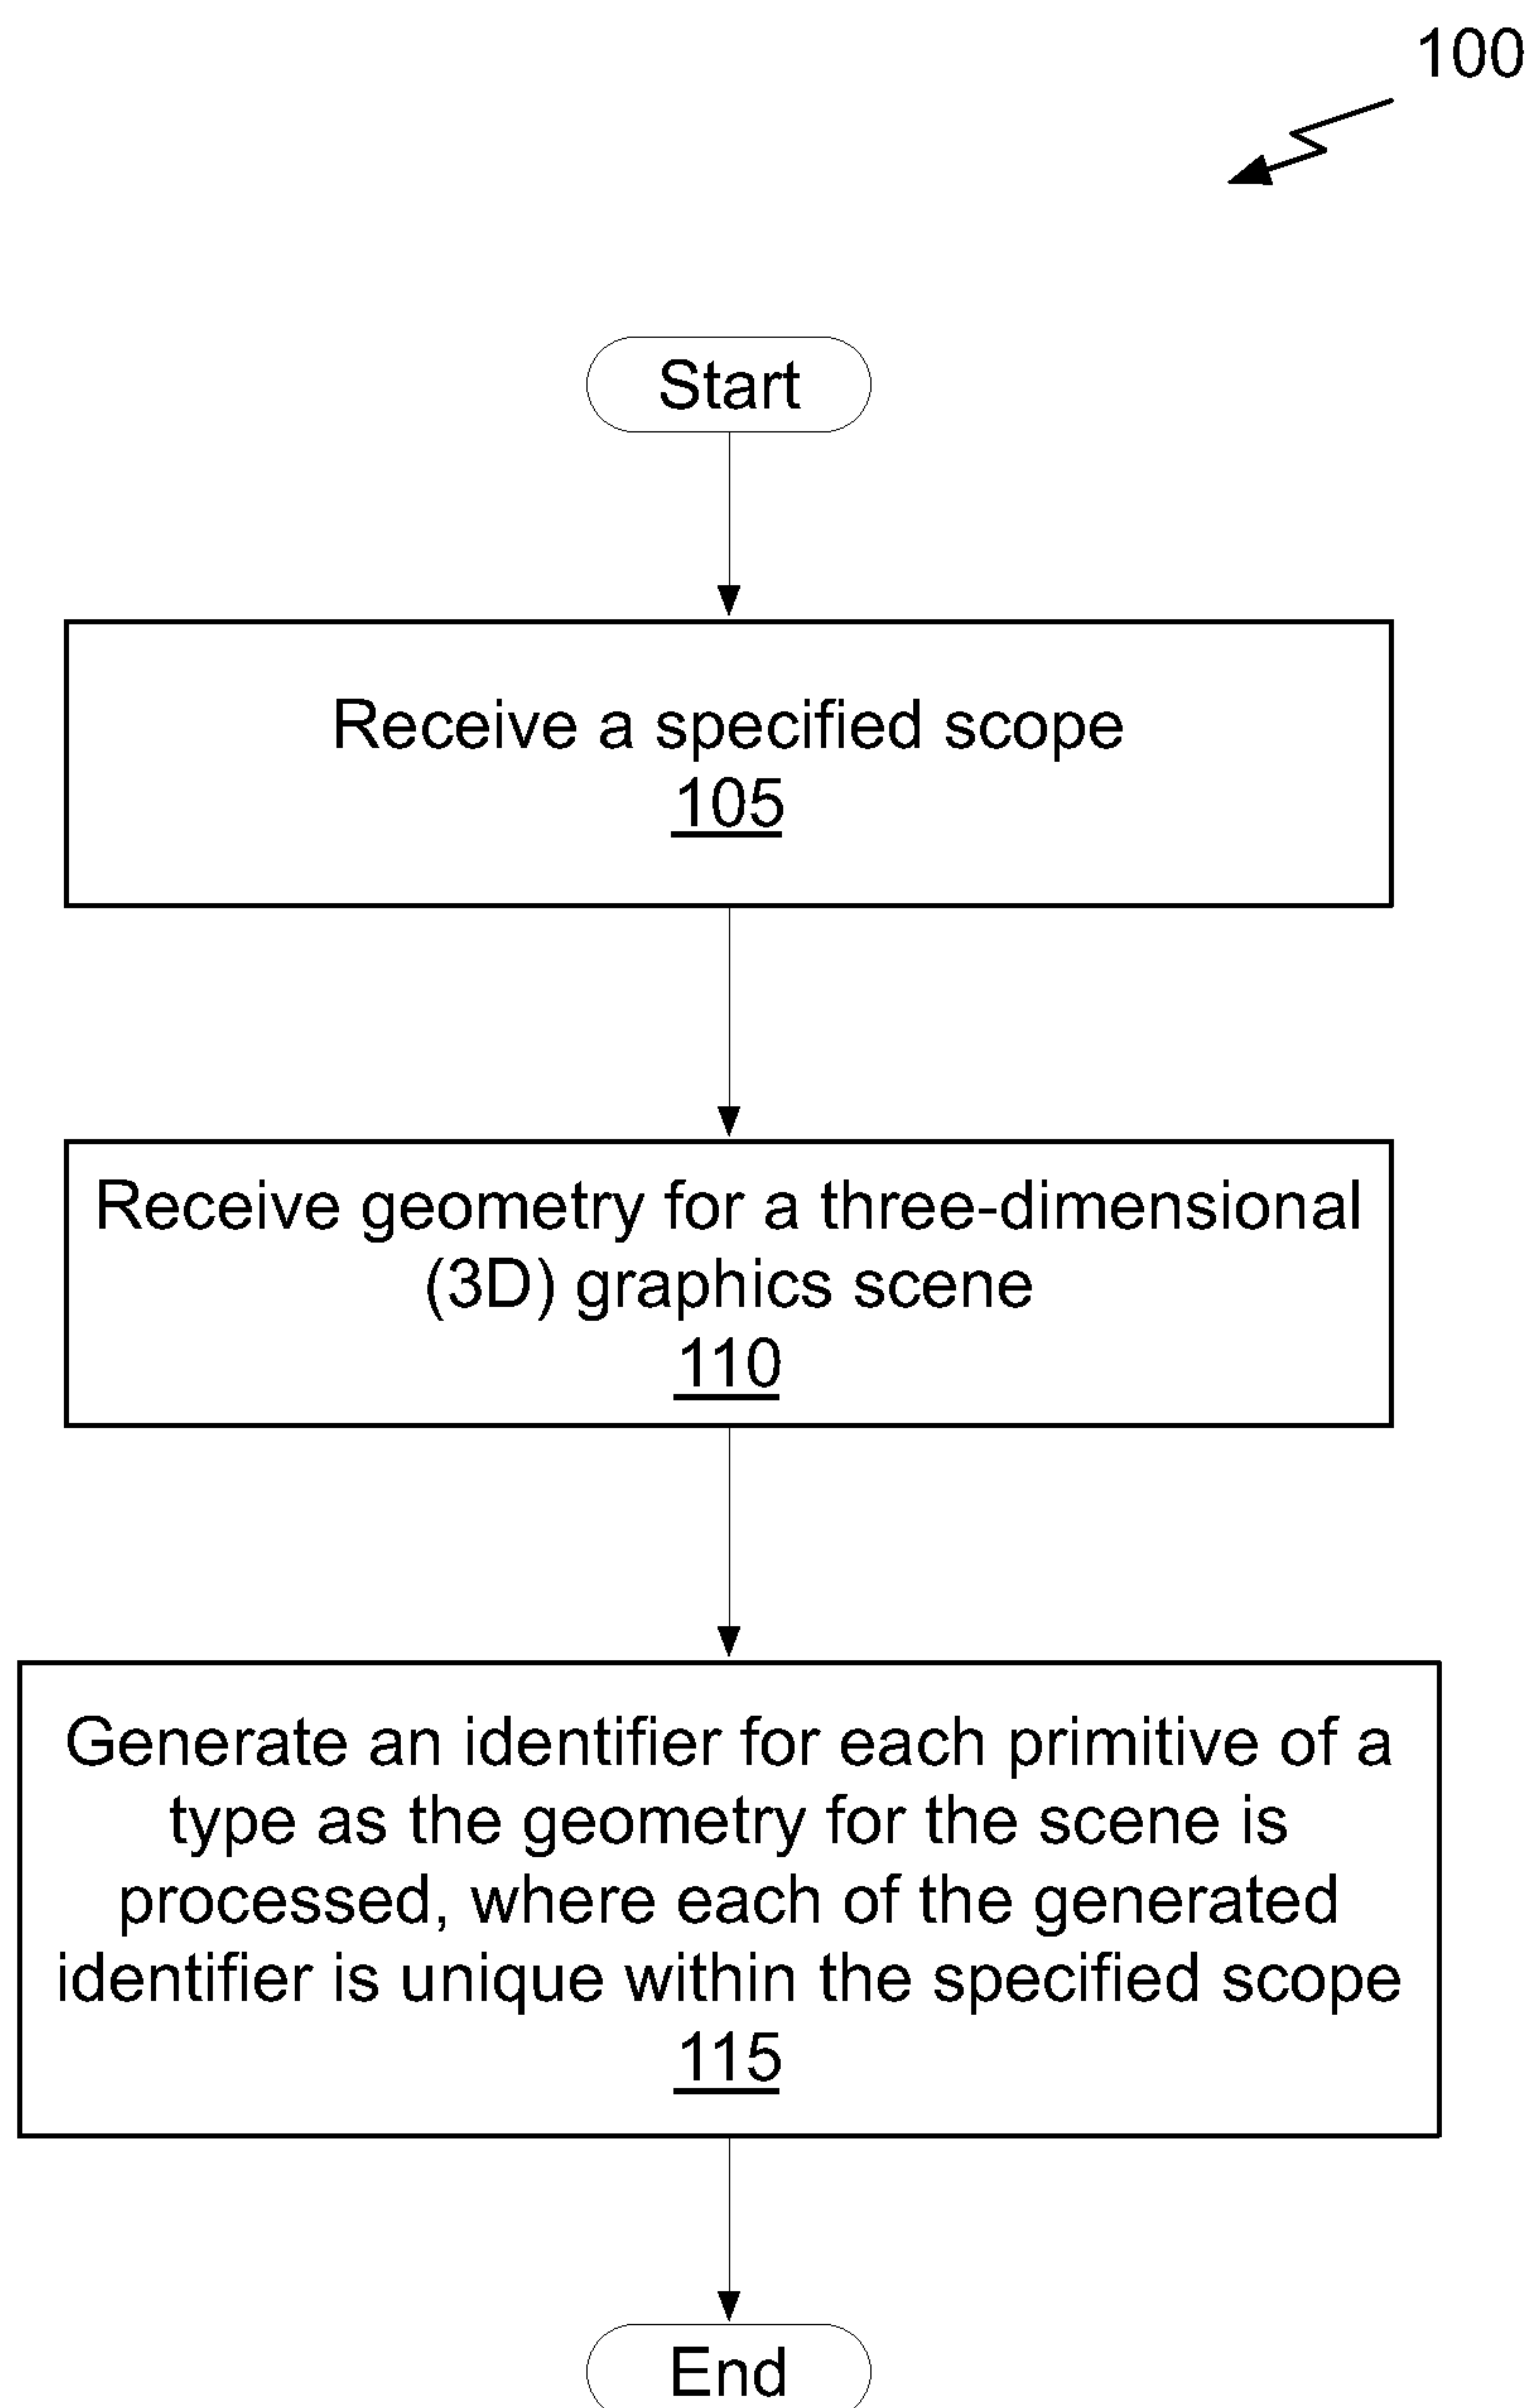 100
Start
Receive a specified scope
105
Receive geometry for a three-dimensional
(3D) graphics scene
110
Generate an identifier for each primitive of a
type as the geometry for the scene is
processed, where each of the generated
identifier is unique within the specified scope
115
End